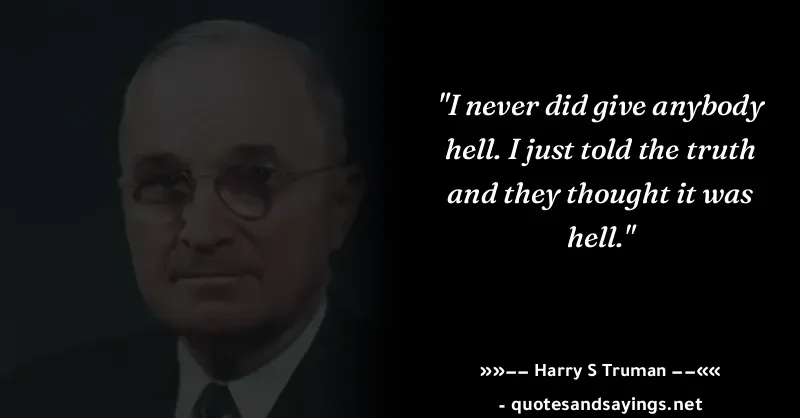 "I never did give anybody
hell. I just told the truth
and they thought it was
hell."
»»−− Harry S Truman −−««
- quotesandsayings.net